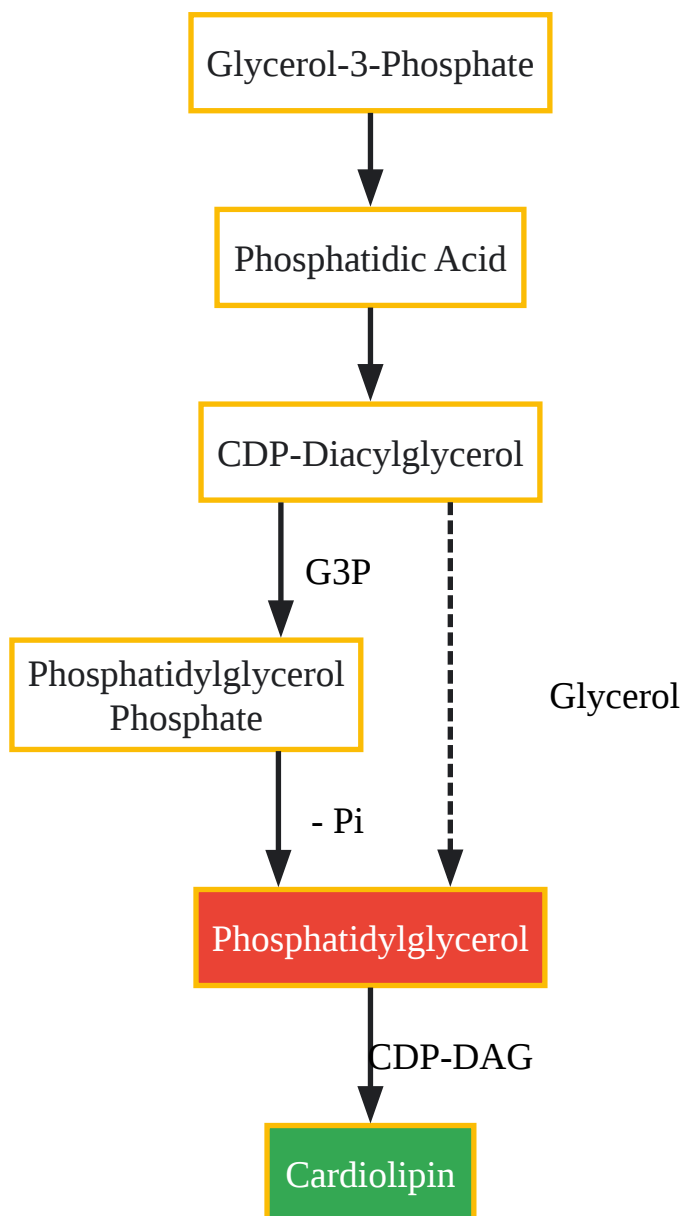 Glycerol-3-Phosphate
Phosphatidic Acid
CDP-Diacylglycerol
G3P
Phosphatidylglycerol
Phosphate
Glycerol
- Pi
Phosphatidylglycerol
CDP-DAG
Cardiolipin